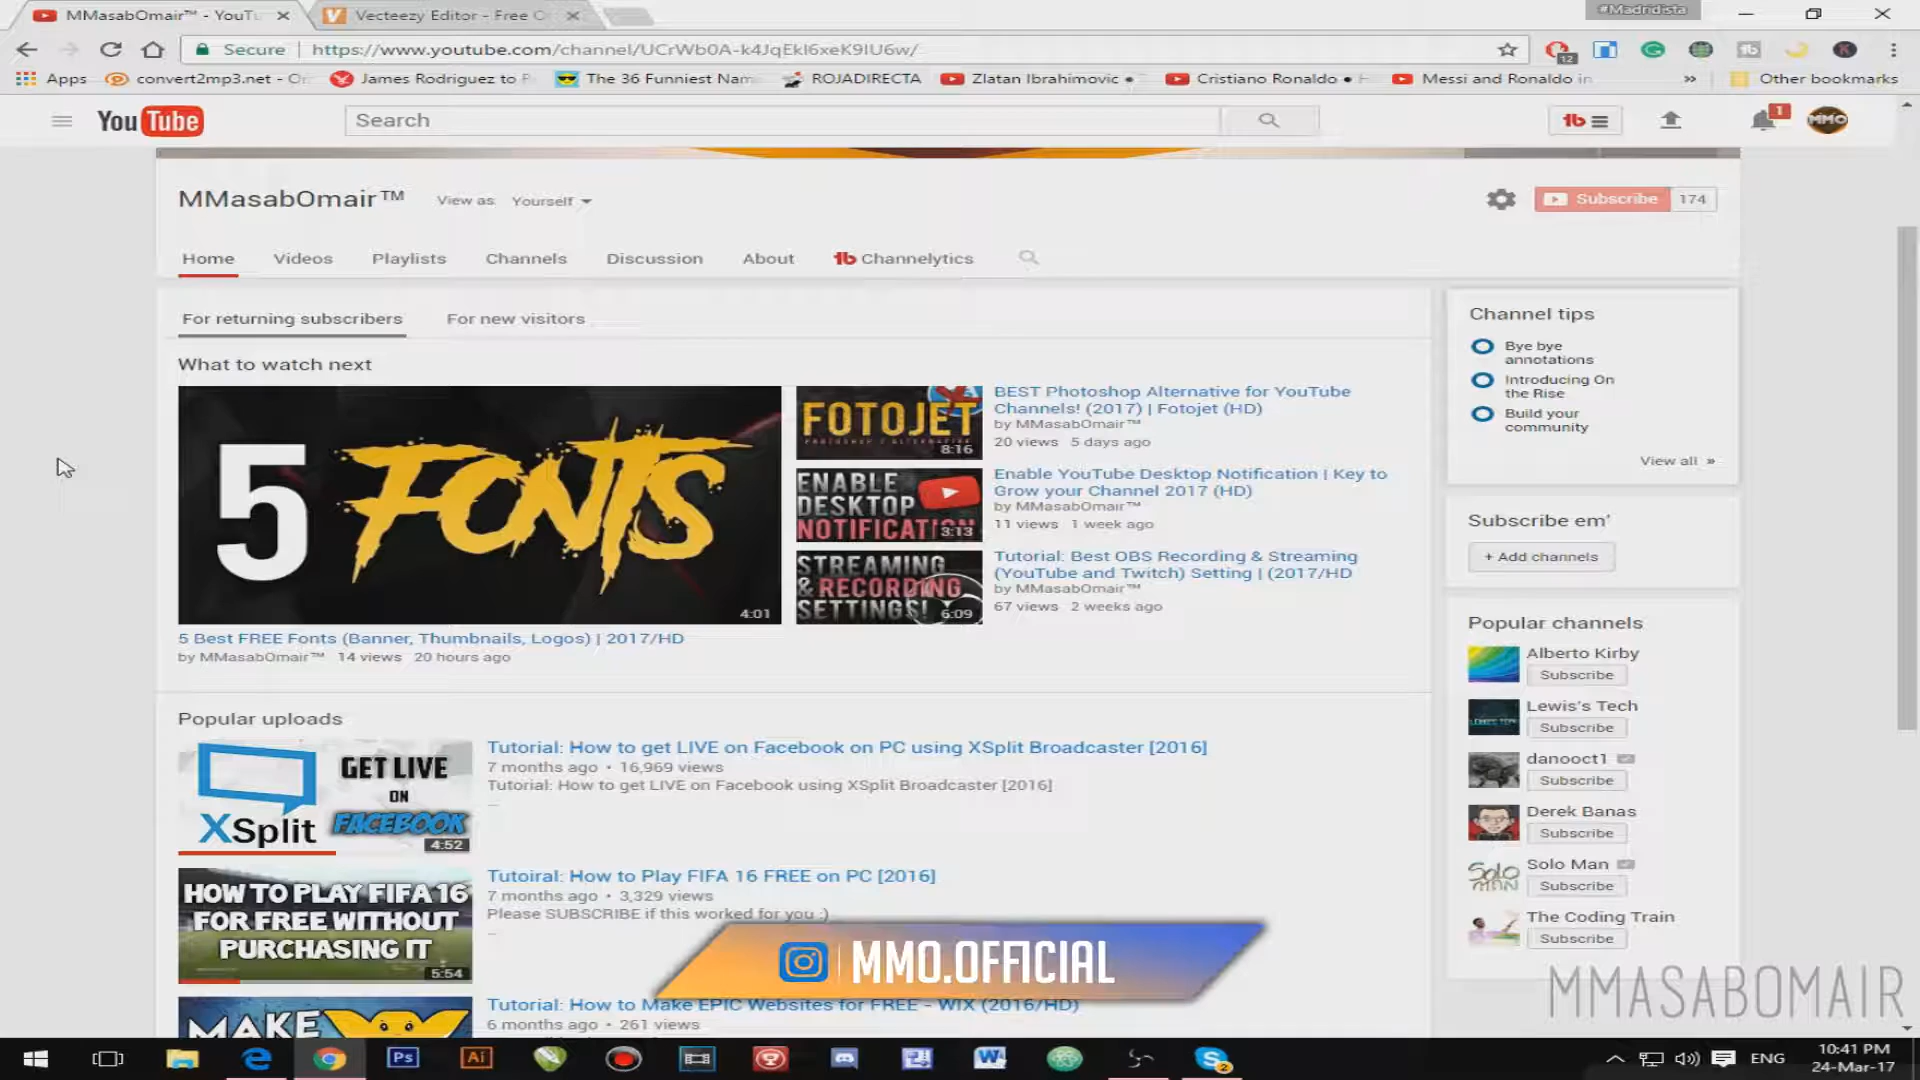 MMasabOmair™ - YouTu
Vecteezy Editor - Free G
#Madridista
Secure
https://www.youtube.com/channel/UCrWb0A-k4JqEkl6xeK9IU6w/
12
Apps
convert2mp3.net - O
James Rodriguez to
The 36 Funniest Nam
ROJADIRECTA
Zlatan Ibrahimovic •
Cristiano Ronaldo •
Messi and Ronaldo in
»
Other bookmarks
YouTube
Search
1
MMO
MMasabOmair™
View as:
Yourself
Subscribe
174
Home
Videos
Playlists
Channels
Discussion
About
Channelytics
For returning subscribers
For new visitors
What to watch next
5 FONTS
4:01
5 Best FREE Fonts (Banner, Thumbnails, Logos) | 2017/HD
by MMasabOmair™ 14 views 20 hours ago
FOTOJET
8:16
BEST Photoshop Alternative for YouTube
Channels! (2017) | Fotojet (HD)
by MMasabOmair™
20 views 5 days ago
ENABLE
DESKTOP
NOTIFICATION
3:13
Enable YouTube Desktop Notification | Key to
Grow your Channel 2017 (HD)
by MMasabOmair™
11 views 1 week ago
STREAMING
& RECORDING
SETTINGS!
6:09
Tutorial: Best OBS Recording & Streaming
(YouTube and Twitch) Setting | (2017/HD
by MMasabOmair™
67 views 2 weeks ago
Popular uploads
XSplit
GET LIVE
ON
FACEBOOK
4:52
Tutorial: How to get LIVE on Facebook on PC using XSplit Broadcaster [2016]
7 months ago • 16,969 views
Tutorial: How to get LIVE on Facebook using XSplit Broadcaster [2016]
...
HOW TO PLAY FIFA 16
FOR FREE WITHOUT
PURCHASING IT
5:54
Tutoiral: How to Play FIFA 16 FREE on PC [2016]
7 months ago • 3,329 views
Please SUBSCRIBE if this worked for you :)
...
MAKE
Tutorial: How to Make EPIC Websites for FREE - WIX (2016/HD)
6 months ago • 261 views
Channel tips
Bye bye
annotations
Introducing On
the Rise
Build your
community
View all »
Subscribe em'
+ Add channels
Popular channels
Alberto Kirby
Subscribe
Lewis's Tech
Subscribe
danooct1
Subscribe
Derek Banas
Subscribe
SOLO
MAN
Solo Man
Subscribe
The Coding Train
Subscribe
MMO.OFFICIAL
MMASABOMAIR
Ps
Ai
2
ENG
10:41 PM
24-Mar-17